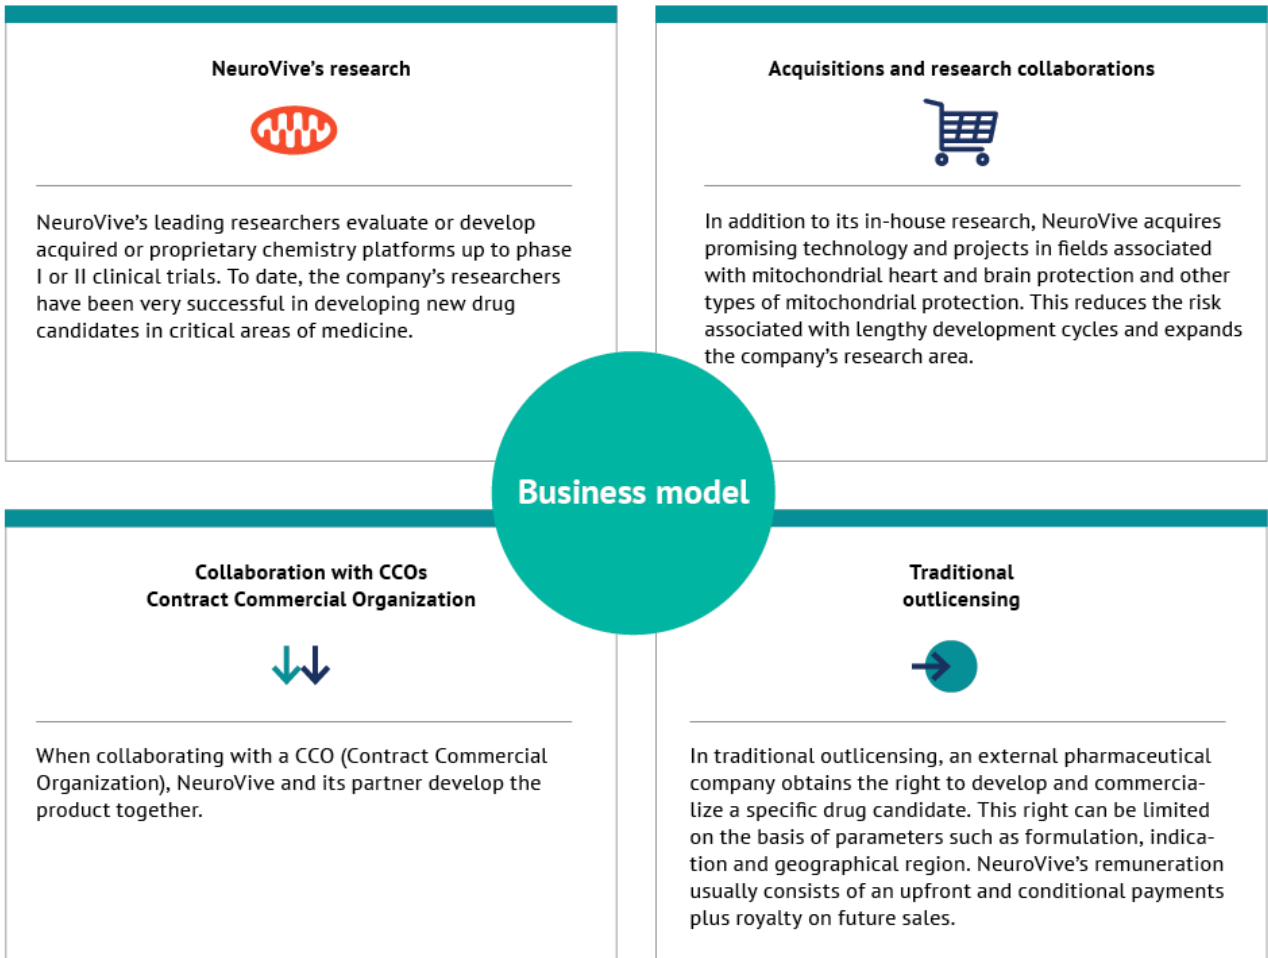 NeuroVive's research
NeuroVive's leading researchers evaluate or develop
acquired or proprietary chemistry platforms up to phase
I or II clinical trials. To date, the company's researchers
have been very successful in developing new drug
candidates in critical areas of medicine.
Acquisitions and research collaborations
In addition to its in-house research, NeuroVive acquires
promising technology and projects in fields associated
with mitochondrial heart and brain protection and other
types of mitochondrial protection. This reduces the risk
associated with lengthy development cycles and expands
the company's research area.
Business model
Collaboration with CCOs
Contract Commercial Organization
When collaborating with a CCO (Contract Commercial
Organization), NeuroVive and its partner develop the
product together.
Traditional
outlicensing
In traditional outlicensing, an external pharmaceutical
company obtains the right to develop and commercia-
lize a specific drug candidate. This right can be limited
on the basis of parameters such as formulation, indica-
tion and geographical region. NeuroVive's remuneration
usually consists of an upfront and conditional payments
plus royalty on future sales.